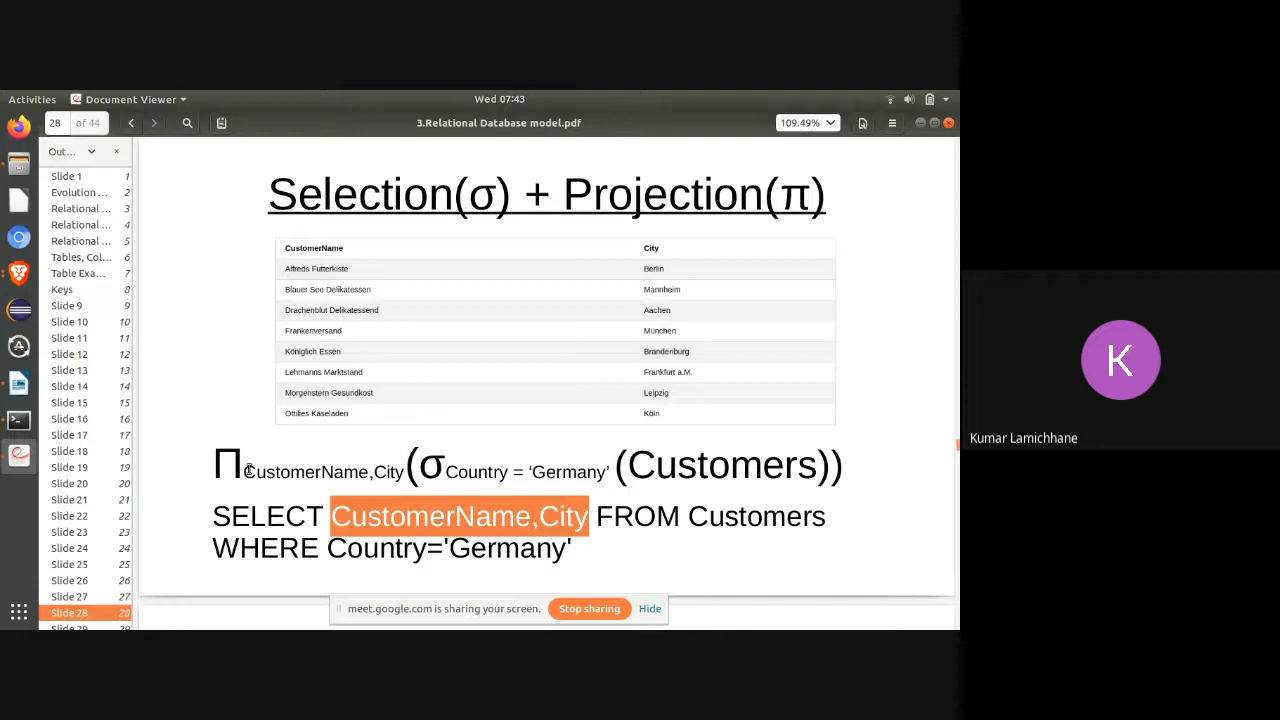 Activities
Document Viewer
Wed 07:43
28
of 44
3.Relational Database model.pdf
109.49%
Out...
Slide 1 1
Evolution ... 2
Relational ... 3
Relational ... 4
Relational ... 5
Tables, Col... 6
Table Exa... 7
Keys 8
Slide 9 9
Slide 10 10
Slide 11 11
Slide 12 12
Slide 13 13
Slide 14 14
Slide 15 15
Slide 16 16
Slide 17 17
Slide 18 18
Slide 19 19
Slide 20 20
Slide 21 21
Slide 22 22
Slide 23 23
Slide 24 24
Slide 25 25
Slide 26 26
Slide 27 27
Slide 28 28
Slide 29 29
Selection(σ) + Projection(π)
CustomerName City
Alfreds Futterkiste Berlin
Blauer See Delikatessen Mannheim
Drachenblut Delikatessend Aachen
Frankenversand München
Königlich Essen Brandenburg
Lehmanns Marktstand Frankfurt a.M.
Morgenstern Gesundkost Leipzig
Ottilies Käseladen Köln
ΠCustomerName,City(σCountry = ‘Germany’ (Customers))
SELECT CustomerName,City FROM Customers
WHERE Country='Germany'
meet.google.com is sharing your screen.
Stop sharing
Hide
K
Kumar Lamichhane